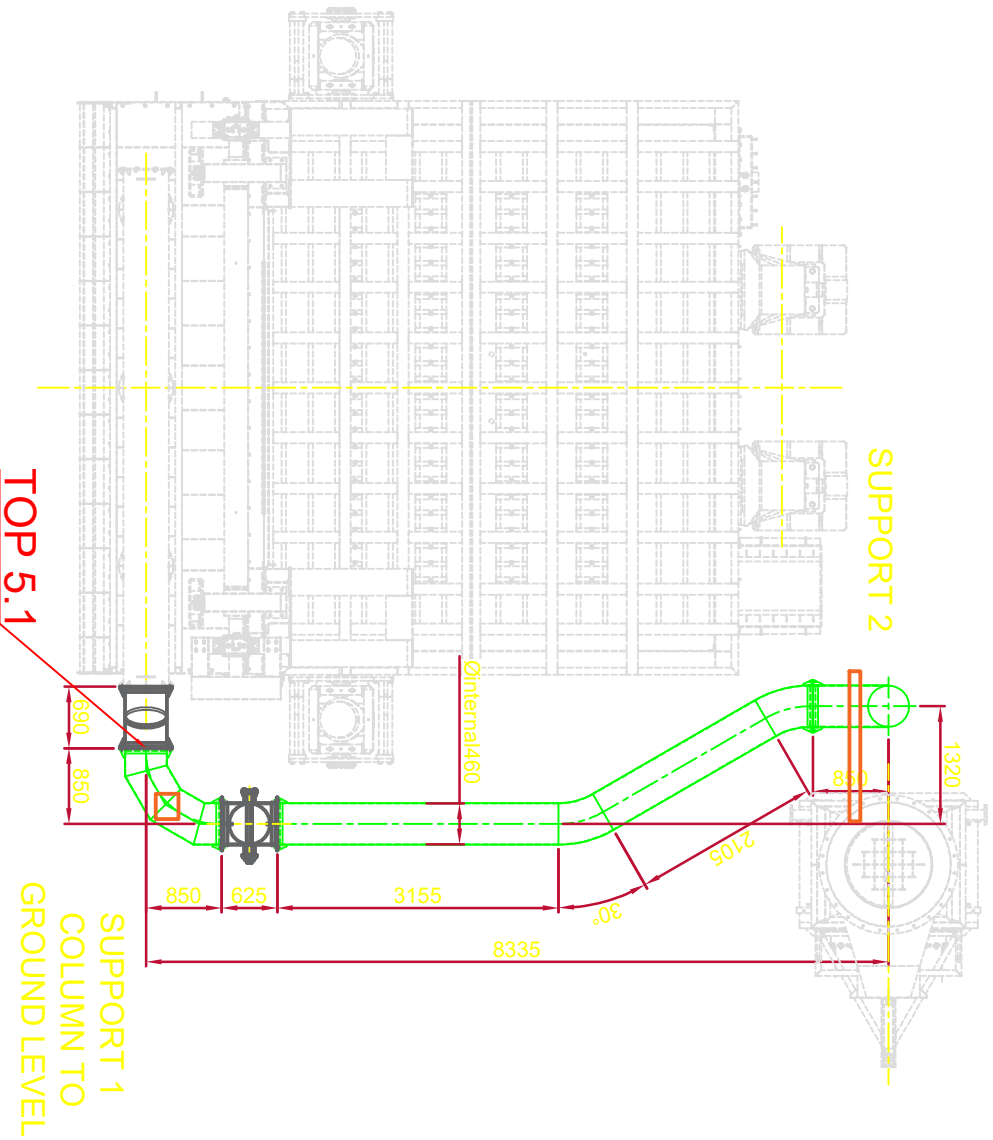 SUPPORT 2
Øinternal460
1320
850
2105
30°
TOP 5.1
690
850
850
625
3155
8335
SUPPORT 1
COLUMN TO
GROUND LEVEL